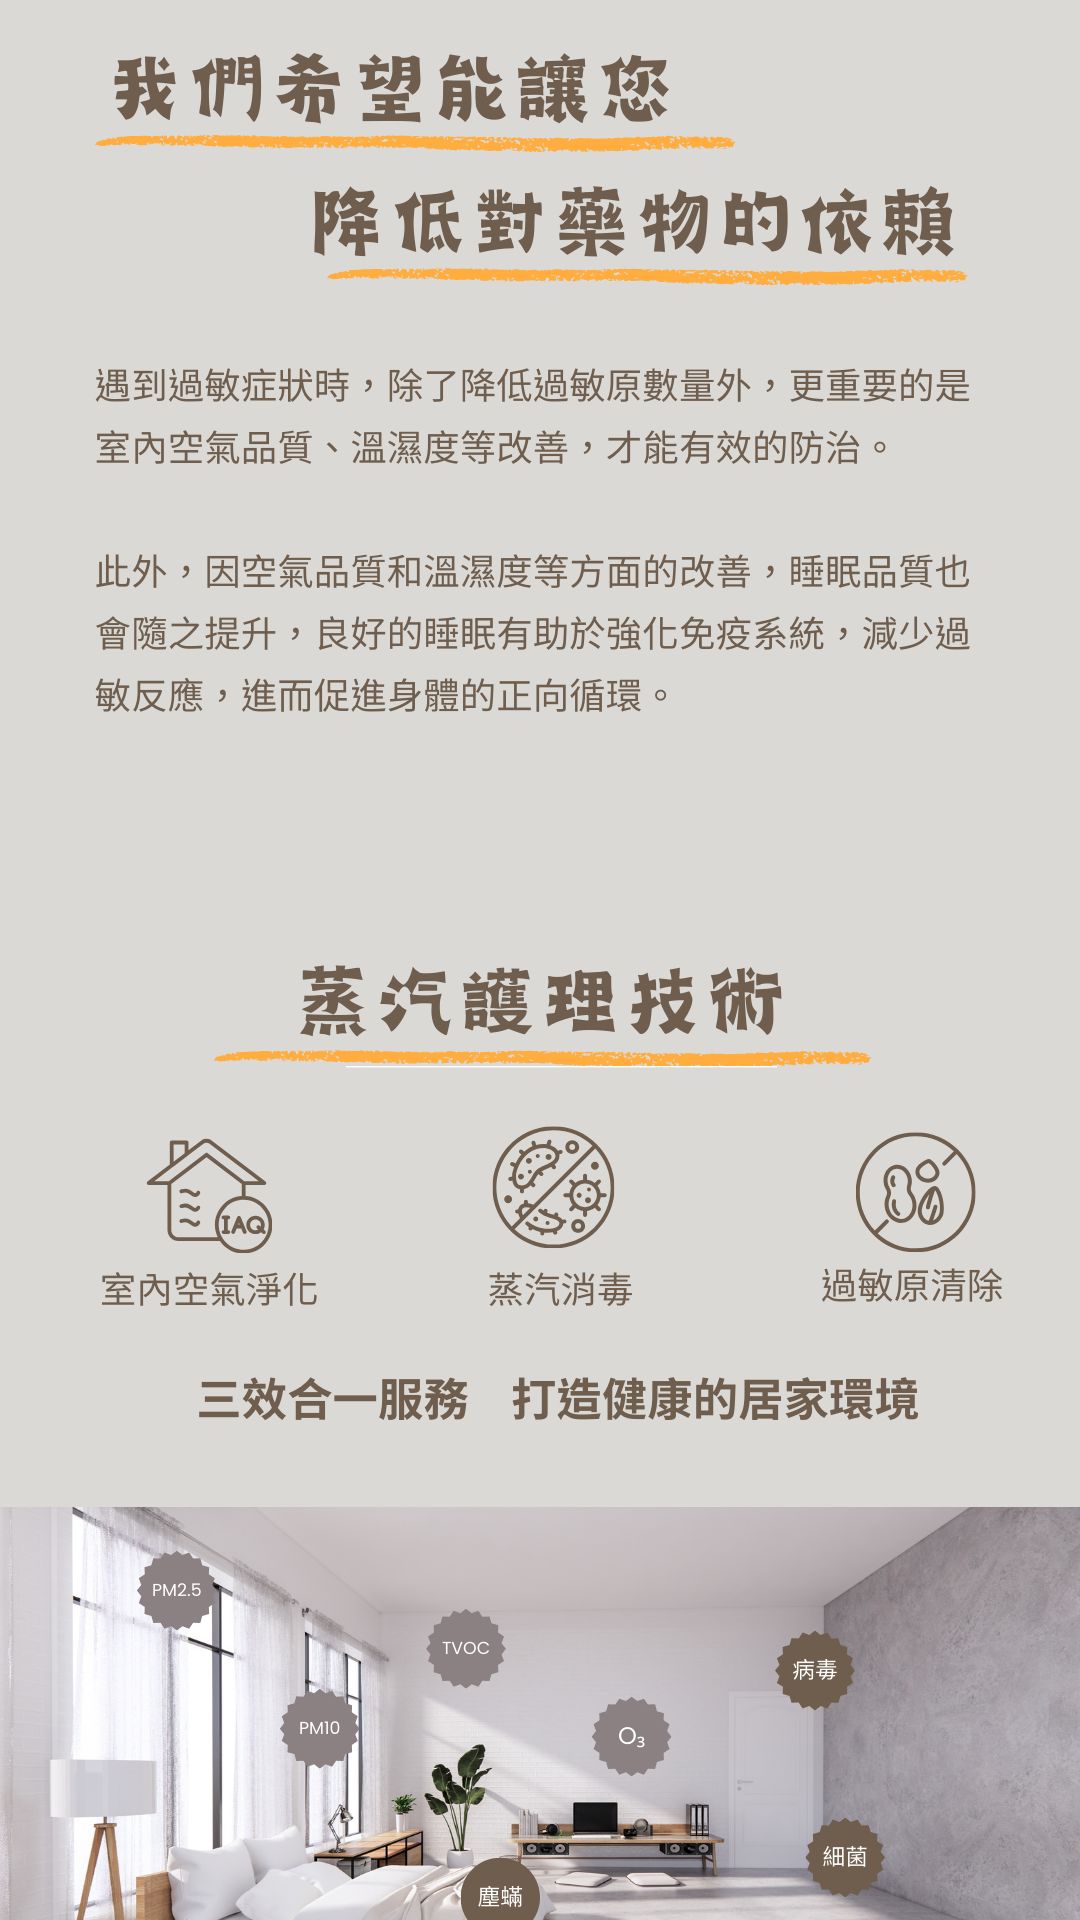 我們希望能讓您
降低對藥物的依賴
遇到過敏症狀時，除了降低過敏原數量外，更重要的是
室內空氣品質、溫濕度等改善，才能有效的防治。
此外，因空氣品質和溫濕度等方面的改善，睡眠品質也
會隨之提升，良好的睡眠有助於強化免疫系統，減少過
敏反應，進而促進身體的正向循環。
蒸汽護理技術
IAQ
室內空氣淨化
蒸汽消毒
過敏原清除
三效合一服務　打造健康的居家環境
PM2.5
TVOC
病毒
PM10
O₃
細菌
塵蟎